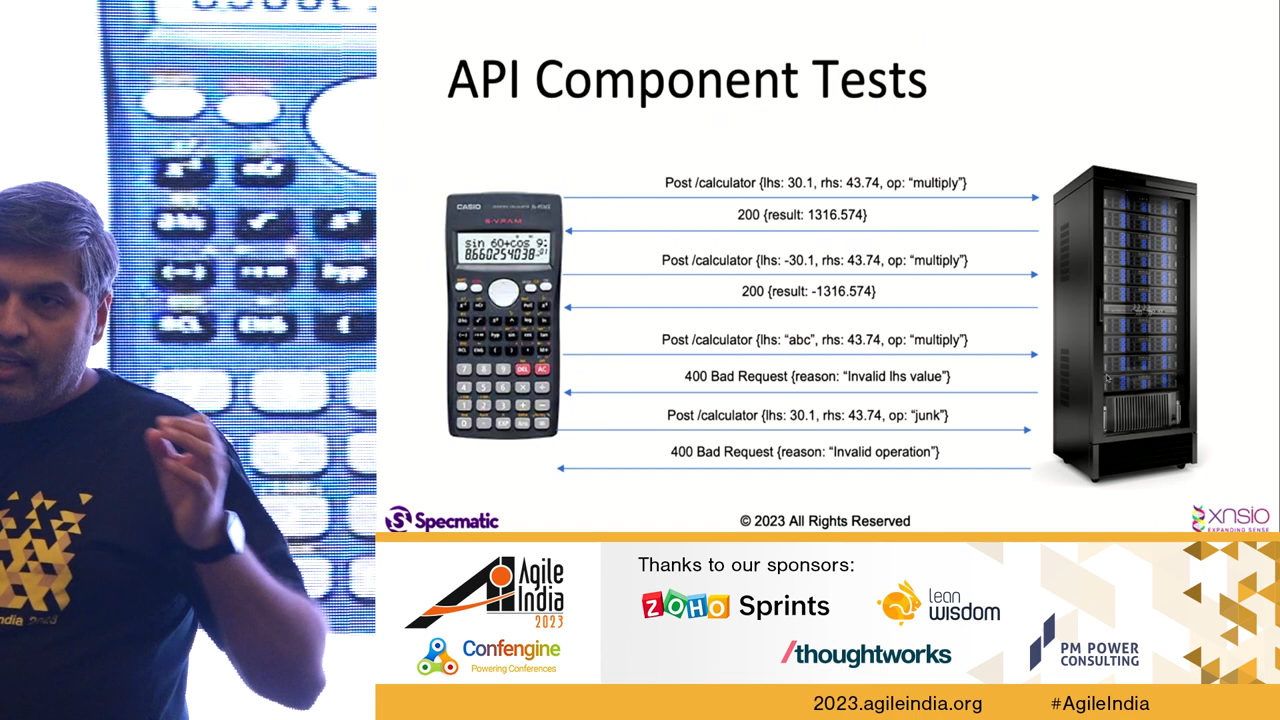 API Component Tests
Post /calculator {lhs: 30.1, rhs: 43.74, op: “multiply”}
200 {result: 1316.574}
Post /calculator {lhs: -30.1, rhs: 43.74, op: “multiply”}
200 {result: -1316.574}
Post /calculator {lhs: “abc”, rhs: 43.74, op: “multiply”}
400 Bad Request {reason: “Invalid lhs value”}
Post /calculator {lhs: 30.1, rhs: 43.74, op: “junk”}
400 Bad Request {reason: “Invalid operation”}
CASIO
S-V.P.A.M.
sin 60+cos 9:
DEL
AC
Specmatic
All Rights Reserved
xnsio
EXPANDING SENSE
Agile
India
2023
Confengine
Powering Conferences
Thanks to our sponsors:
ZOHO Sprints
lean
wisdom
/thoughtworks
PM POWER
CONSULTING
2023.agileindia.org
#AgileIndia